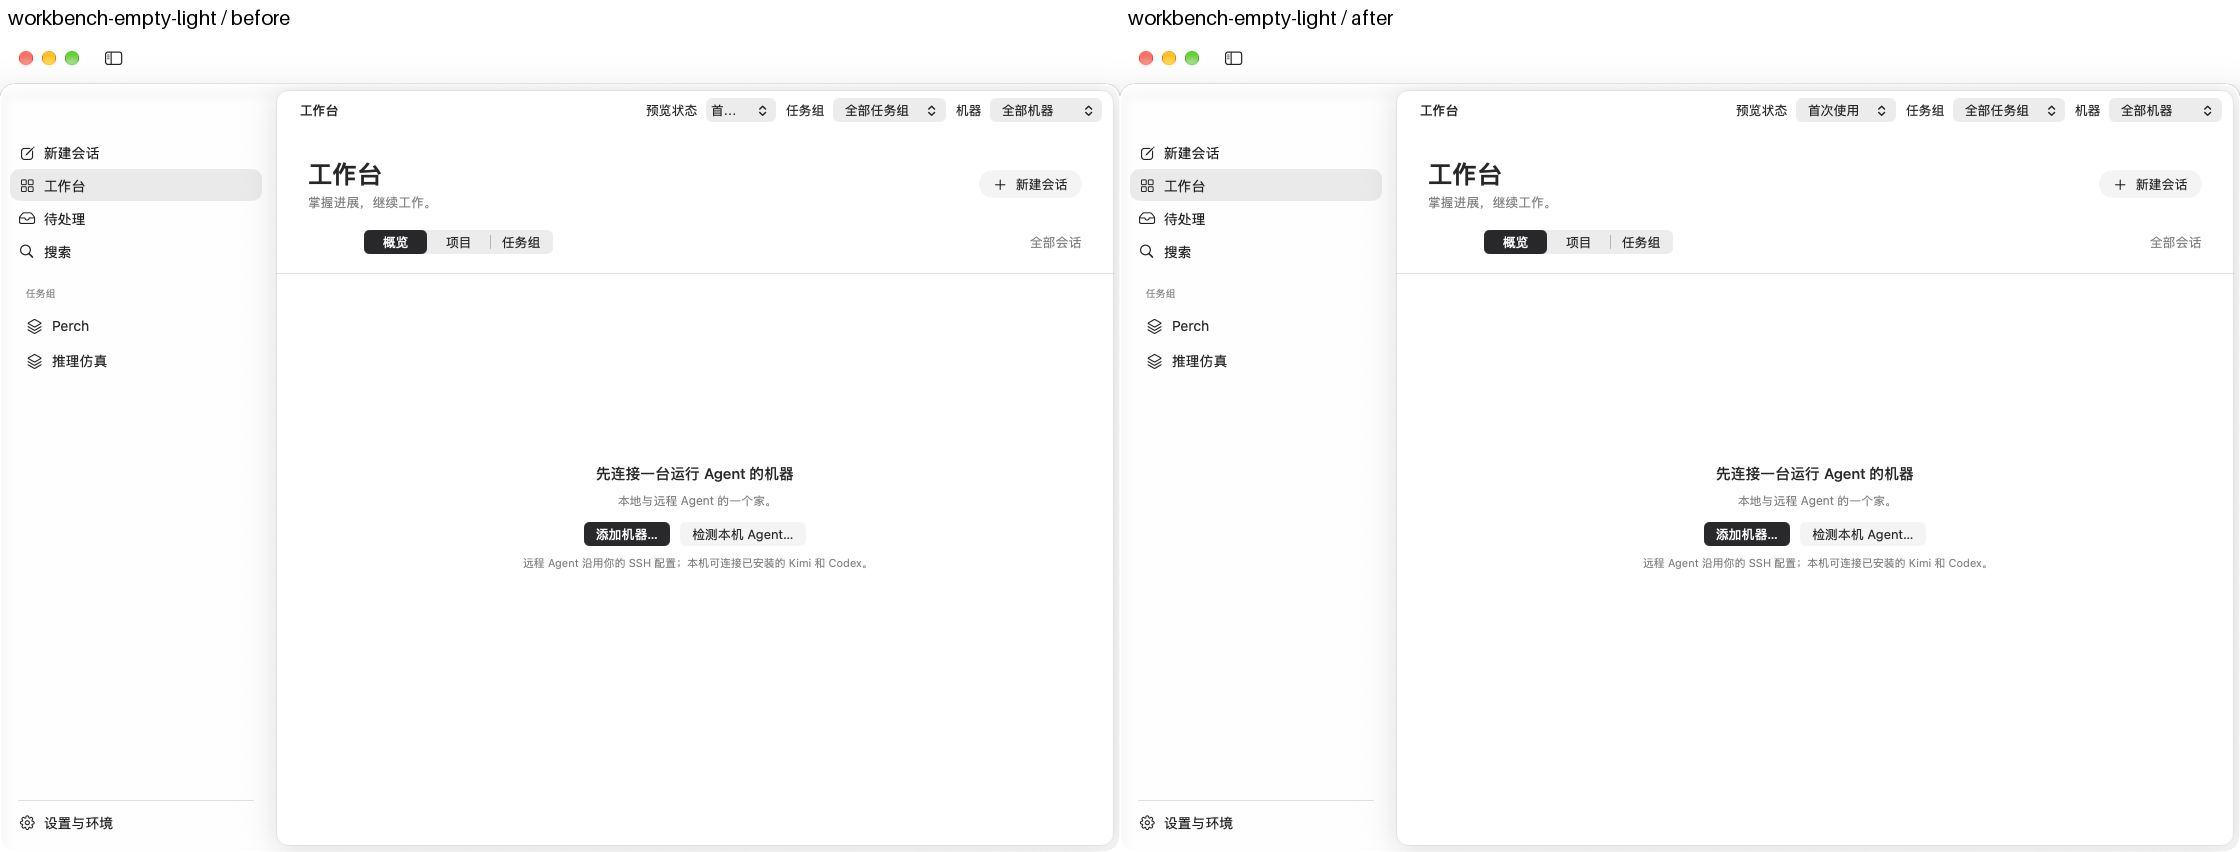 workbench-empty-light / before
工作台
预览状态 首... 任务组 全部任务组 机器 全部机器
新建会话
工作台
待处理
搜索
任务组
Perch
推理仿真
设置与环境
工作台
掌握进展，继续工作。
新建会话
概览 项目 任务组
全部会话
先连接一台运行 Agent 的机器
本地与远程 Agent 的一个家。
添加机器... 检测本机 Agent...
远程 Agent 沿用你的 SSH 配置；本机可连接已安装的 Kimi 和 Codex。
workbench-empty-light / after
工作台
预览状态 首次使用 任务组 全部任务组 机器 全部机器
新建会话
工作台
待处理
搜索
任务组
Perch
推理仿真
设置与环境
工作台
掌握进展，继续工作。
新建会话
概览 项目 任务组
全部会话
先连接一台运行 Agent 的机器
本地与远程 Agent 的一个家。
添加机器... 检测本机 Agent...
远程 Agent 沿用你的 SSH 配置；本机可连接已安装的 Kimi 和 Codex。